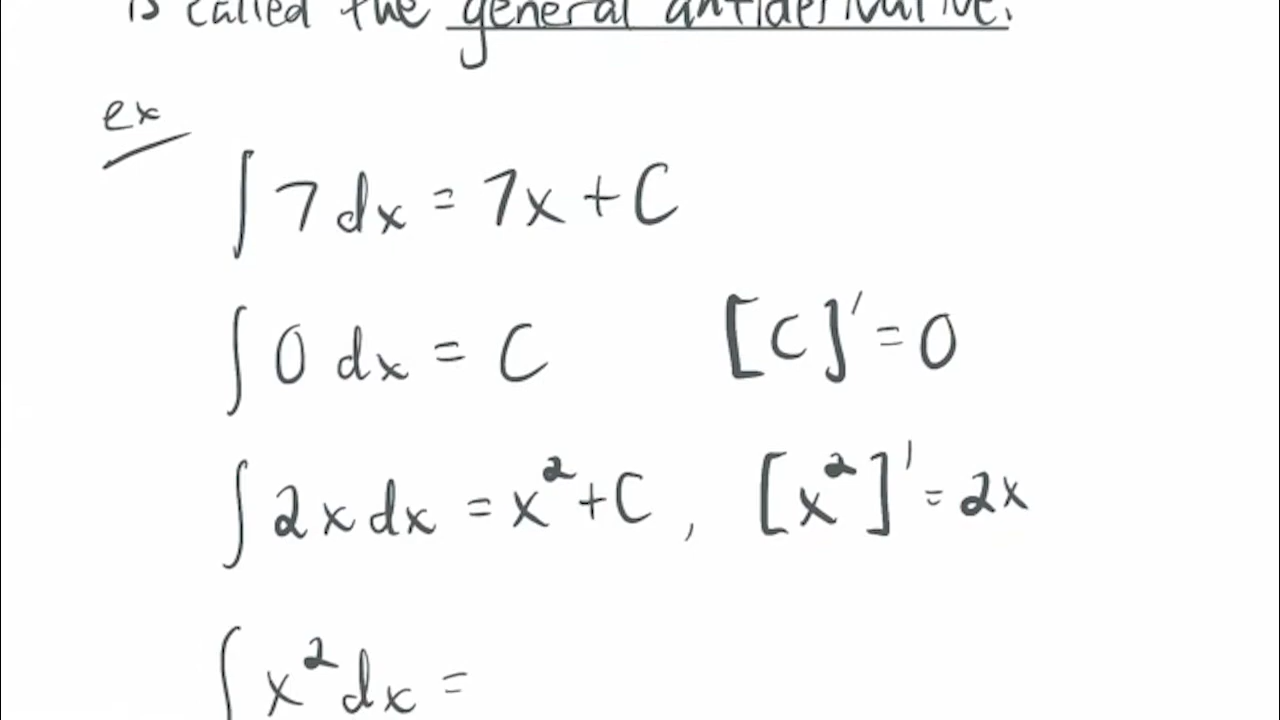 is called the general antiderivative.
ex
∫ 7 dx = 7x + C
∫ 0 dx = C [C]' = 0
∫ 2x dx = x² + C , [x²]' = 2x
∫ x² dx =